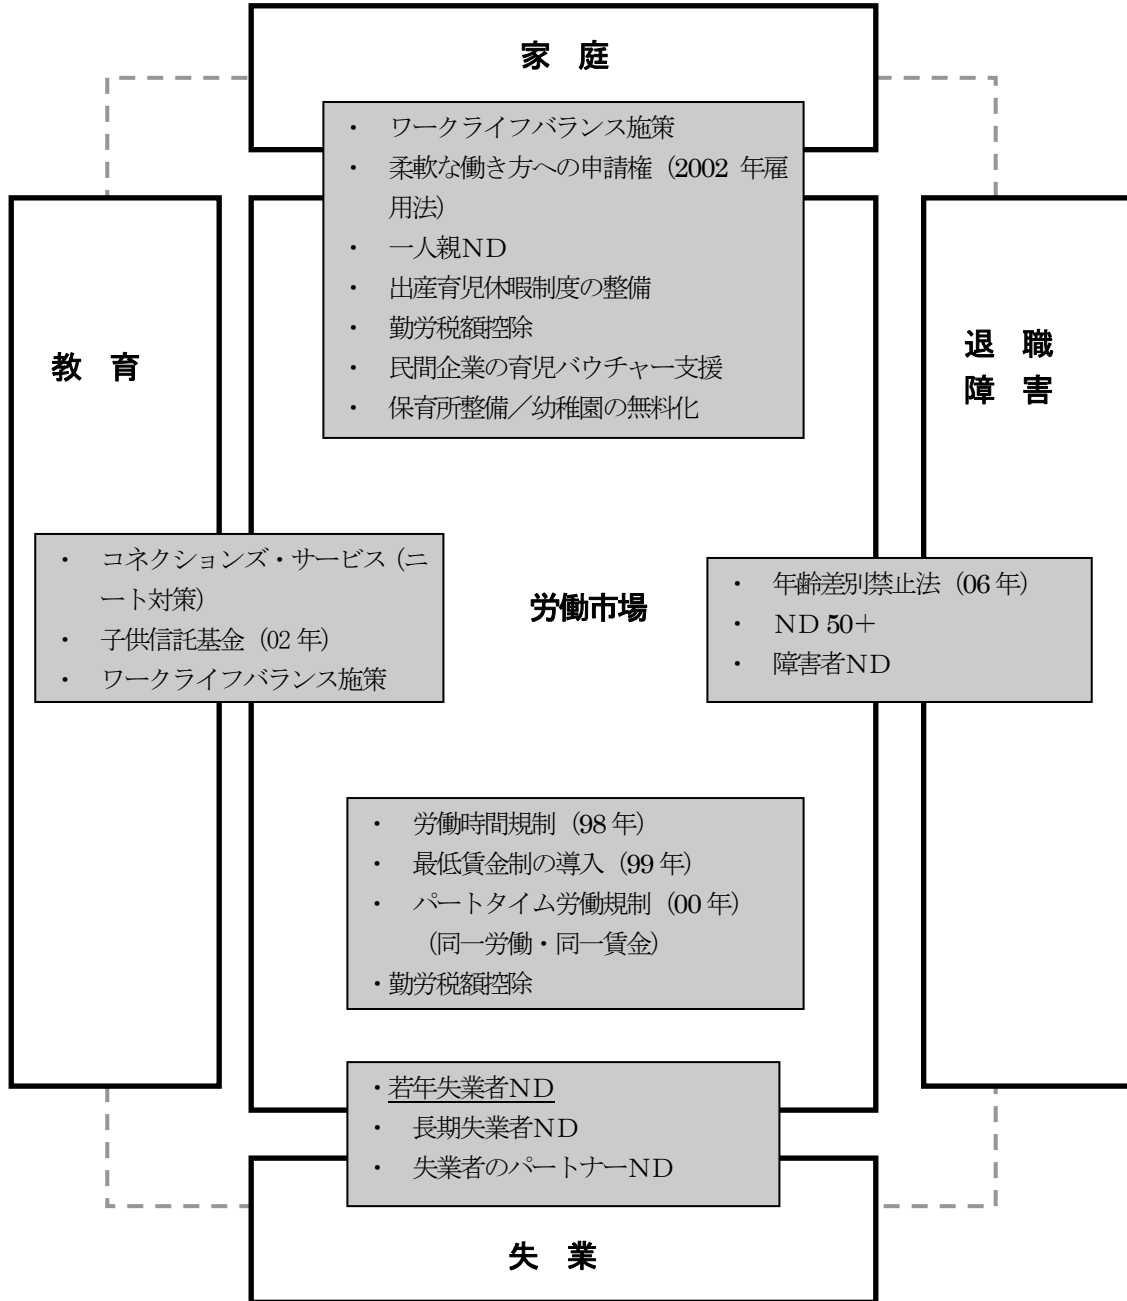 家 庭
・ ワークライフバランス施策
・ 柔軟な働き方への申請権（2002 年雇
用法）
・ 一人親ND
・ 出産育児休暇制度の整備
・ 勤労税額控除
・ 民間企業の育児バウチャー支援
・ 保育所整備／幼稚園の無料化
教 育
退 職
障 害
・ コネクションズ・サービス（ニ
ート対策）
・ 子供信託基金（02 年）
・ ワークライフバランス施策
労働市場
・ 年齢差別禁止法（06 年）
・ ND 50＋
・ 障害者ND
・ 労働時間規制（98 年）
・ 最低賃金制の導入（99 年）
・ パートタイム労働規制（00 年）
（同一労働・同一賃金）
・勤労税額控除
・若年失業者ND
・ 長期失業者ND
・ 失業者のパートナーND
失 業